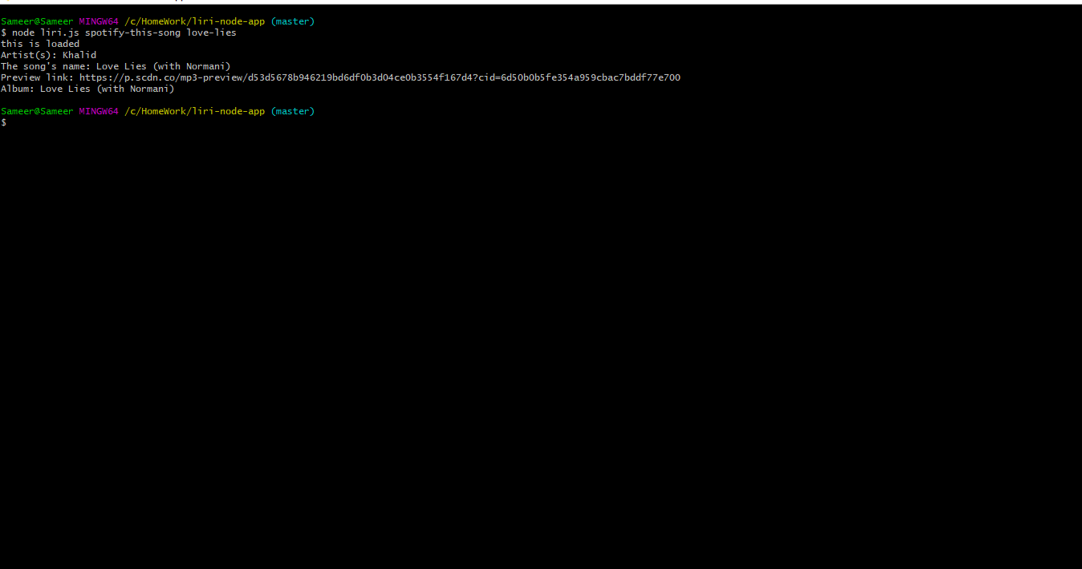 Sameer@Sameer MINGW64 /c/HomeWork/liri-node-app (master)
$ node liri.js spotify-this-song love-lies
this is loaded
Artist(s): Khalid
The song's name: Love Lies (with Normani)
Preview link: https://p.scdn.co/mp3-preview/d53d5678b946219bd6df0b3d04ce0b3554f167d4?cid=6d50b0b5fe354a959cbac7bddf77e700
Album: Love Lies (with Normani)
Sameer@Sameer MINGW64 /c/HomeWork/liri-node-app (master)
$